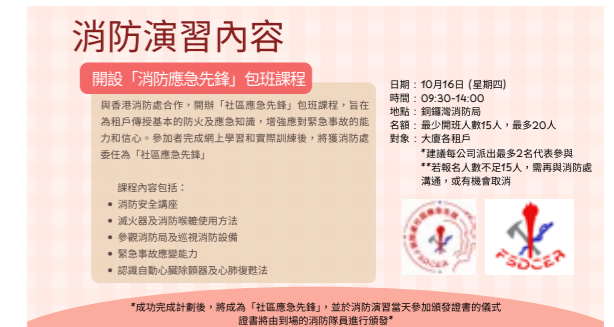 消防演習內容
開設「消防應急先鋒」包班課程
與香港消防處合作，開辦「社區應急先鋒」包班課程，旨在
為租戶傳授基本的防火及應急知識，增強應對緊急事故的能
力和信心。參加者完成網上學習和實際訓練後，將獲消防處
委任為「社區應急先鋒」
課程內容包括：
• 消防安全講座
• 滅火器及消防喉轆使用方法
• 參觀消防局及巡視消防設備
• 緊急事故應變能力
• 認識自動心臟除顫器及心肺復甦法
日期：10月16日 (星期四)
時間：09:30-14:00
地點：銅鑼灣消防局
名額：最少開班人數15人，最多20人
對象：大廈各租戶
*建議每公司派出最多2名代表參與
**若報名人數不足15人，需再與消防處
溝通，或有機會取消
FSDCEA
*成功完成計劃後，將成為「社區應急先鋒」，並於消防演習當天參加頒發證書的儀式
證書將由到場的消防隊員進行頒發*